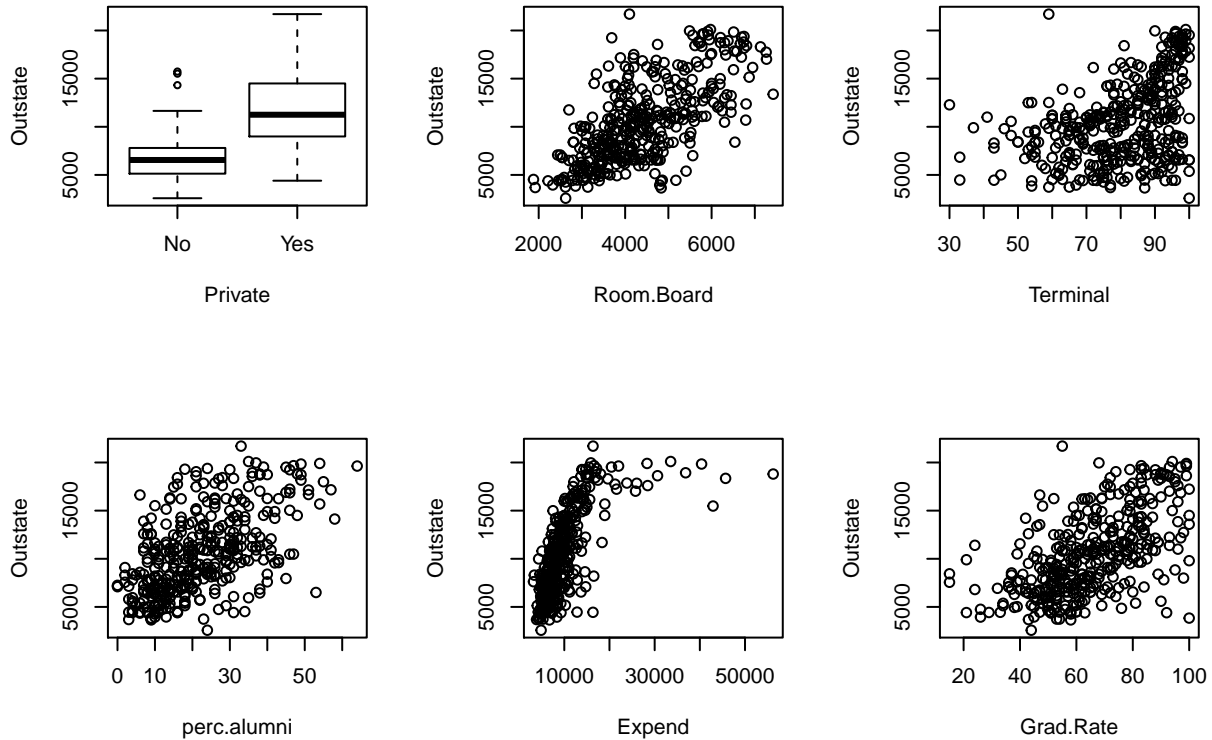 Outstate
5000
15000
No
Yes
Private
Outstate
5000
15000
2000
4000
6000
Room.Board
Outstate
5000
15000
30
50
70
90
Terminal
Outstate
5000
15000
0
10
30
50
perc.alumni
Outstate
5000
15000
10000
30000
50000
Expend
Outstate
5000
15000
20
40
60
80
100
Grad.Rate